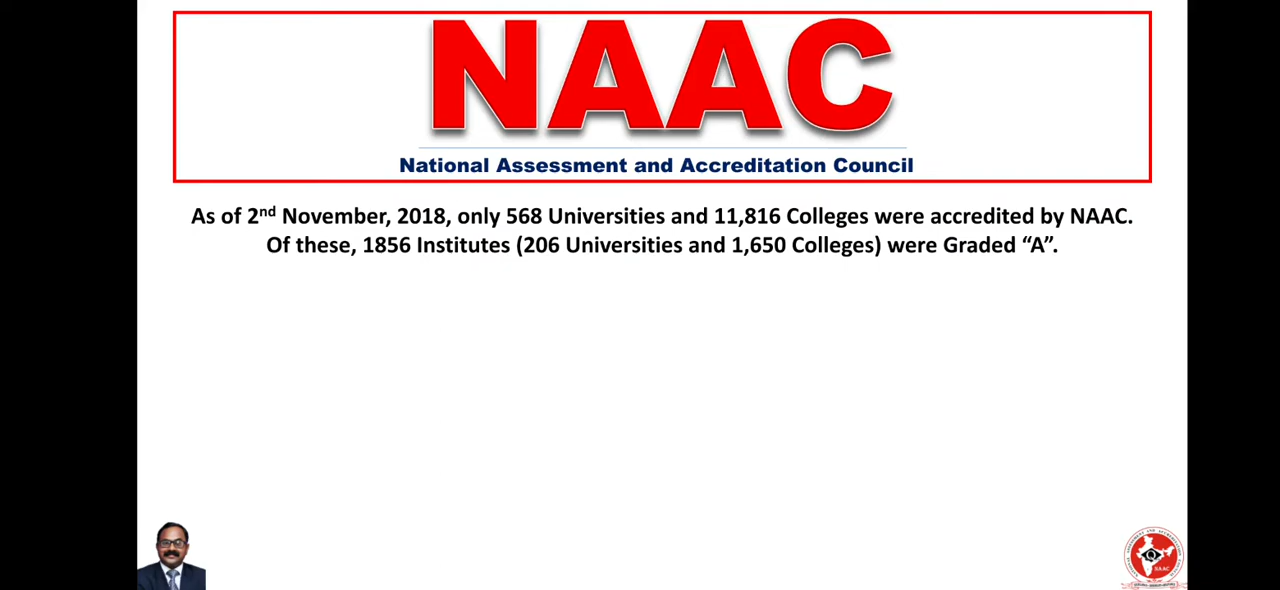 NAAC
National Assessment and Accreditation Council
As of 2nd November, 2018, only 568 Universities and 11,816 Colleges were accredited by NAAC.
Of these, 1856 Institutes (206 Universities and 1,650 Colleges) were Graded “A”.
NAAC